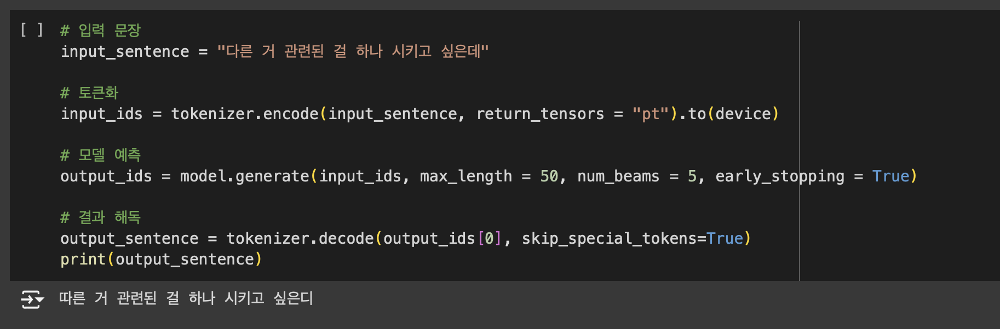 [ ] # 입력 문장
input_sentence = "다른 거 관련된 걸 하나 시키고 싶은데"
# 토큰화
input_ids = tokenizer.encode(input_sentence, return_tensors = "pt").to(device)
# 모델 예측
output_ids = model.generate(input_ids, max_length = 50, num_beams = 5, early_stopping = True)
# 결과 해독
output_sentence = tokenizer.decode(output_ids[0], skip_special_tokens=True)
print(output_sentence)
따른 거 관련된 걸 하나 시키고 싶은디